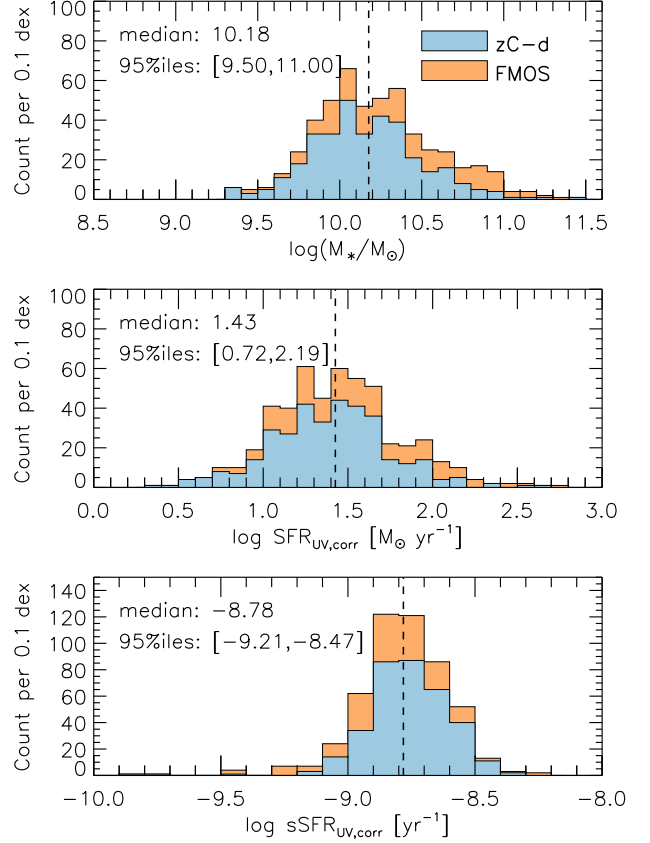 median: 10.18
95%iles: [9.50,11.00]
zC-d
FMOS
Count per 0.1 dex
100
80
60
40
20
0
8.5 9.0 9.5 10.0 10.5 11.0 11.5
log(M*/M⊙)
median: 1.43
95%iles: [0.72,2.19]
Count per 0.1 dex
100
80
60
40
20
0
0.0 0.5 1.0 1.5 2.0 2.5 3.0
log SFR_UV,corr [M⊙ yr⁻¹]
median: −8.78
95%iles: [−9.21,−8.47]
Count per 0.1 dex
140
120
100
80
60
40
20
0
−10.0 −9.5 −9.0 −8.5 −8.0
log sSFR_UV,corr [yr⁻¹]